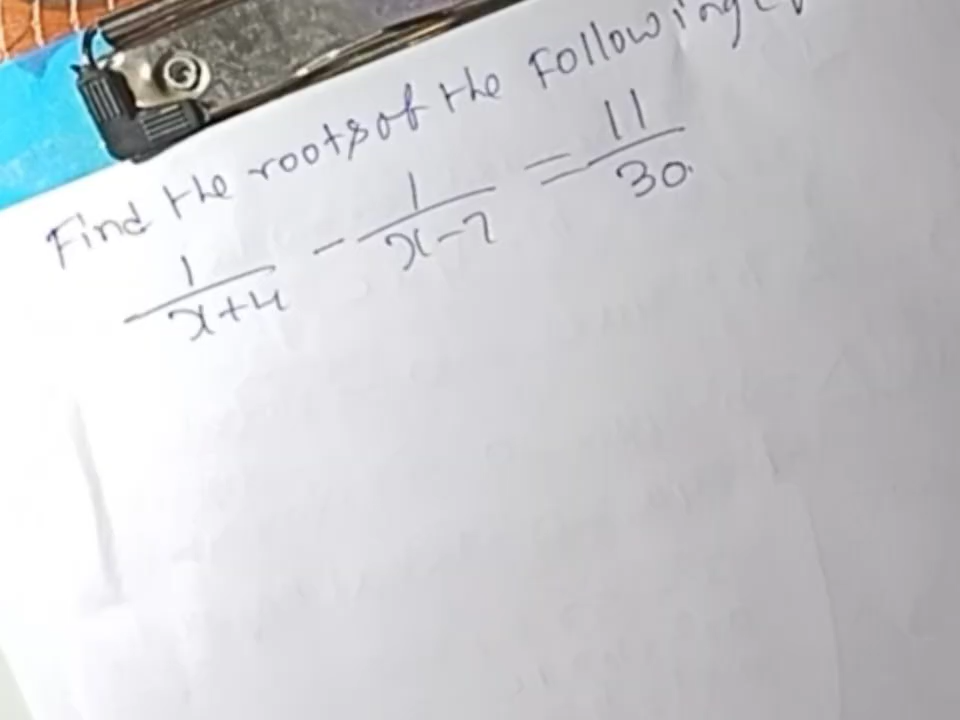 Find the roots of the Following
1/x+4 - 1/x-7 = 11/30